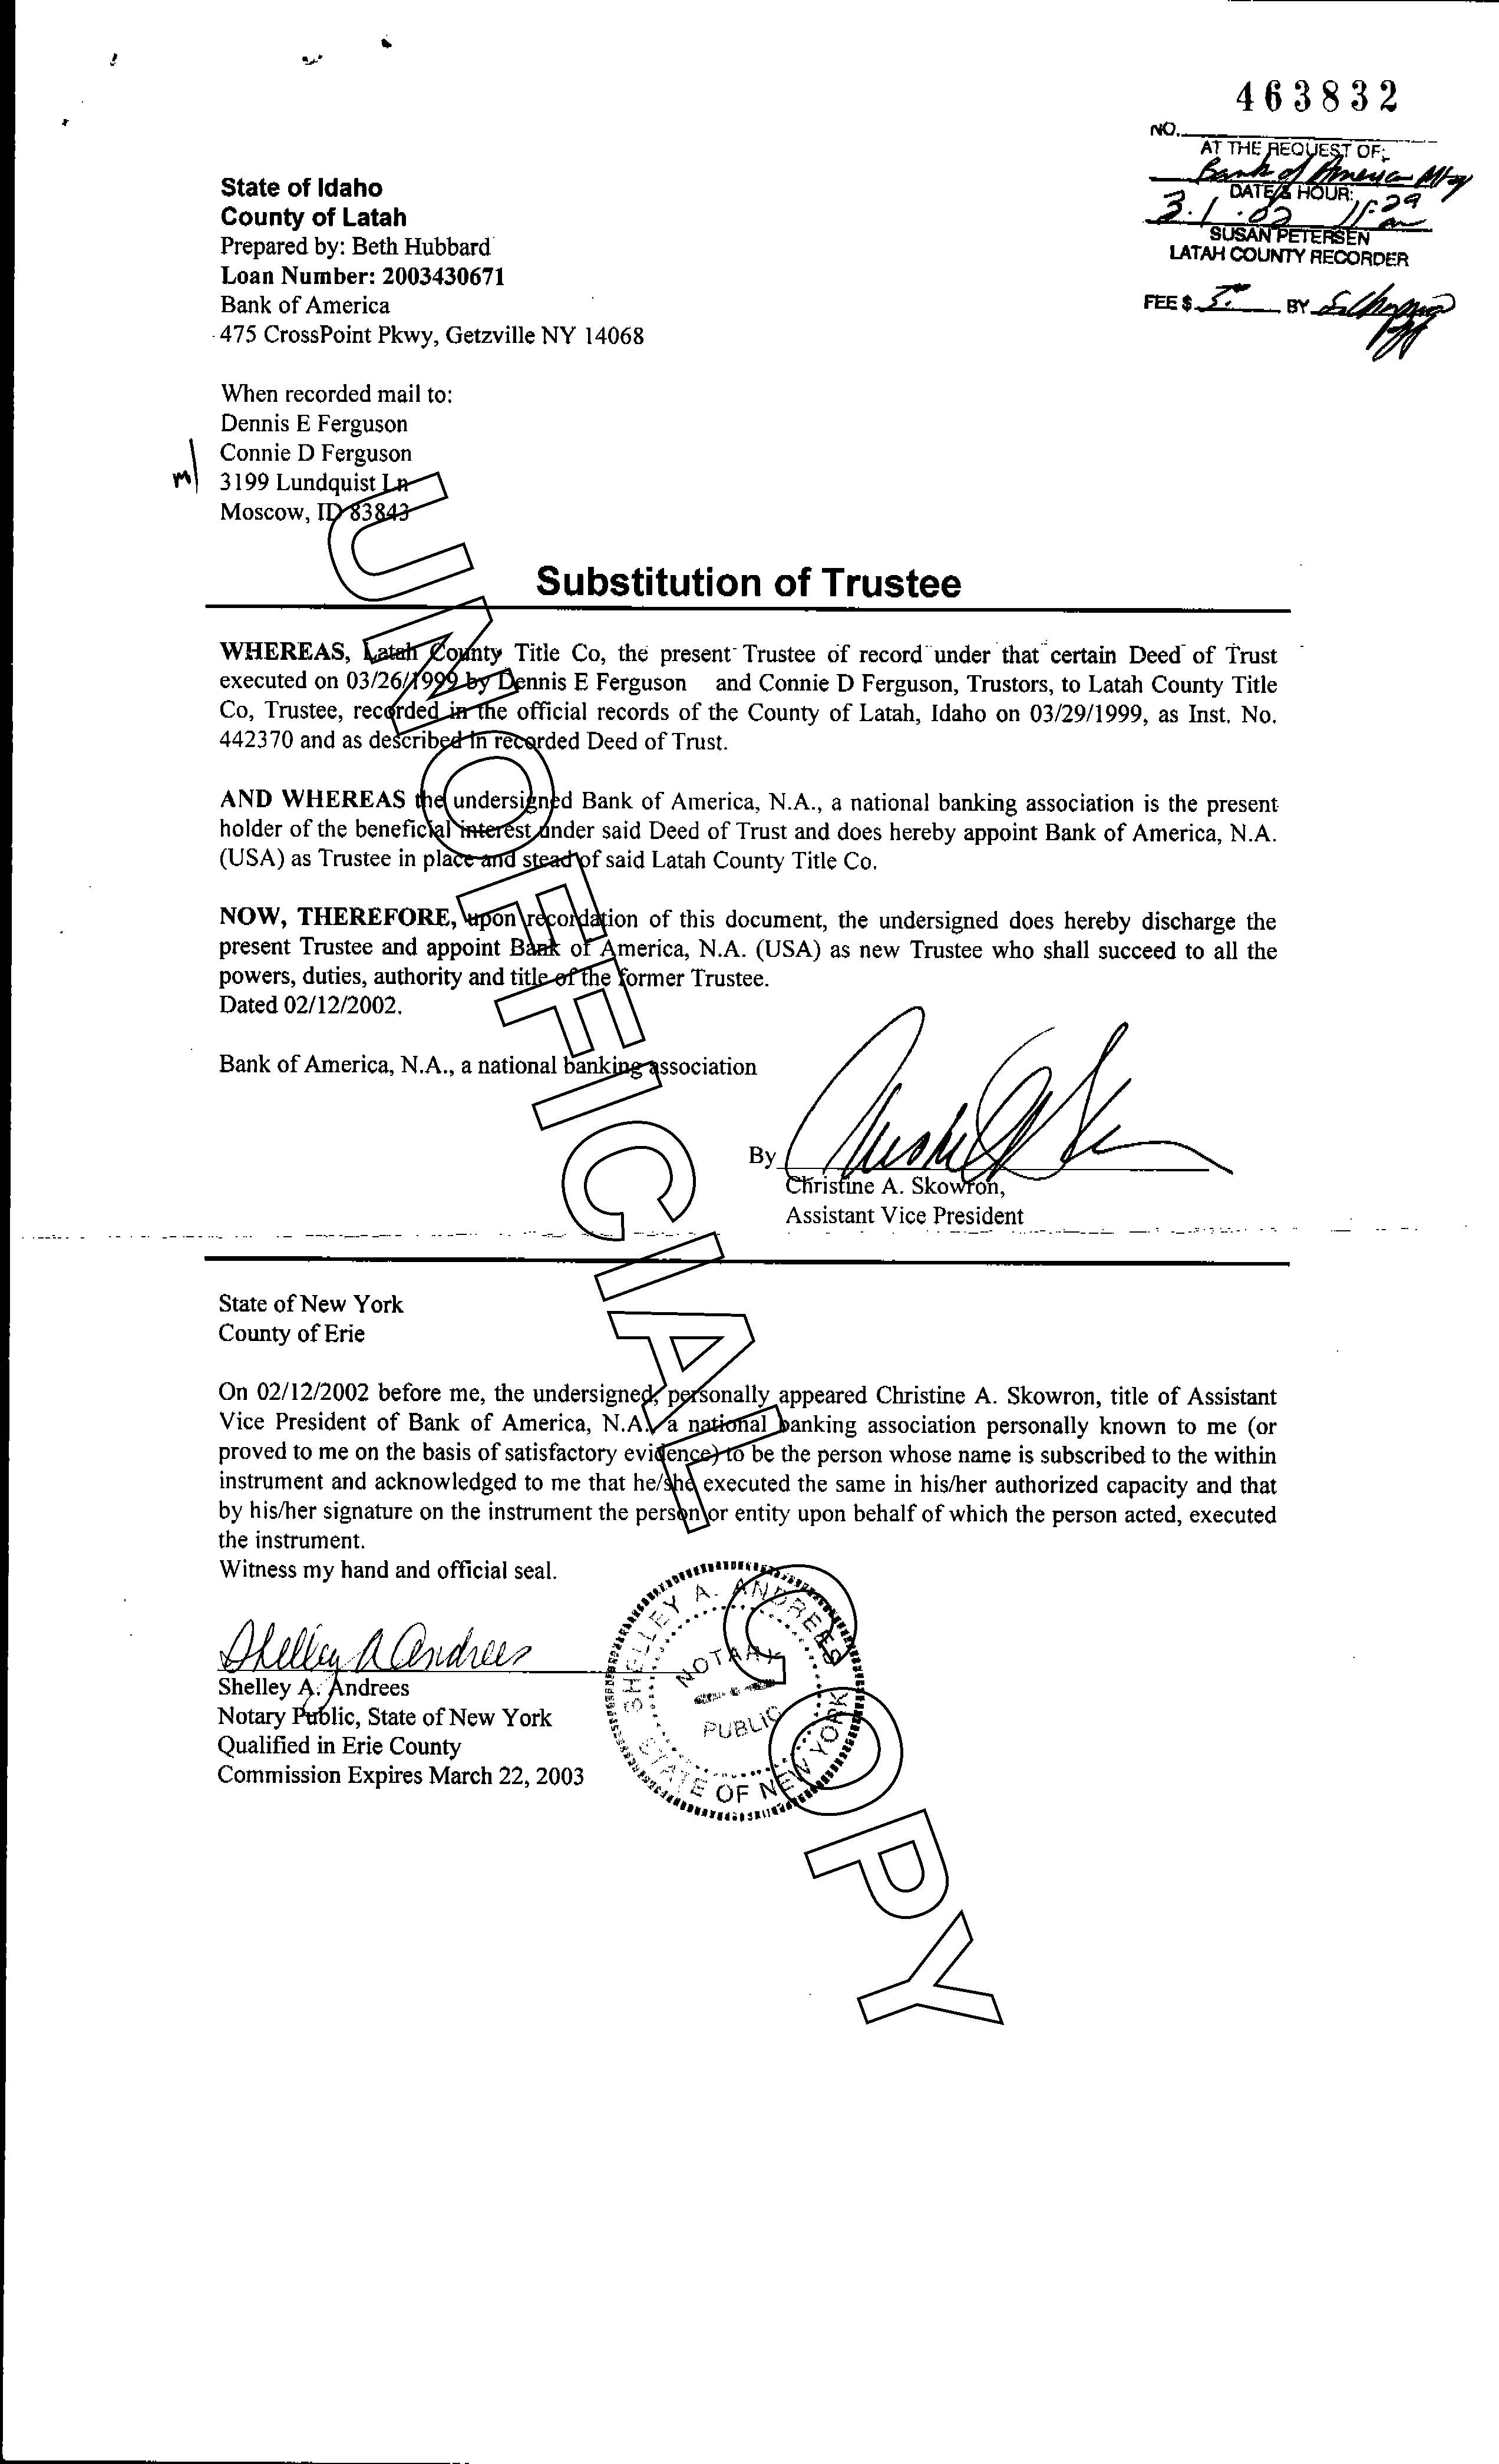 463832
NO.
AT THE REQUEST OF:
Bank of America Mtg
DATE & HOUR:
3.1.02 11:29
am
SUSAN PETERSEN
LATAH COUNTY RECORDER
FEE $ 3.00 BY
State of Idaho
County of Latah
Prepared by: Beth Hubbard
Loan Number: 2003430671
Bank of America
475 CrossPoint Pkwy, Getzville NY 14068
When recorded mail to:
Dennis E Ferguson
Connie D Ferguson
m/ 3199 Lundquist Ln
Moscow, ID 83843
Substitution of Trustee
WHEREAS, Latah County Title Co, the present Trustee of record under that certain Deed of Trust
executed on 03/26/1999 by Dennis E Ferguson and Connie D Ferguson, Trustors, to Latah County Title
Co, Trustee, recorded in the official records of the County of Latah, Idaho on 03/29/1999, as Inst. No.
442370 and as described in recorded Deed of Trust.
AND WHEREAS the undersigned Bank of America, N.A., a national banking association is the present
holder of the beneficial interest under said Deed of Trust and does hereby appoint Bank of America, N.A.
(USA) as Trustee in place and stead of said Latah County Title Co.
NOW, THEREFORE, upon recordation of this document, the undersigned does hereby discharge the
present Trustee and appoint Bank of America, N.A. (USA) as new Trustee who shall succeed to all the
powers, duties, authority and title of the former Trustee.
Dated 02/12/2002.
Bank of America, N.A., a national banking association
By
Christine A. Skowron,
Assistant Vice President
State of New York
County of Erie
On 02/12/2002 before me, the undersigned, personally appeared Christine A. Skowron, title of Assistant
Vice President of Bank of America, N.A., a national banking association personally known to me (or
proved to me on the basis of satisfactory evidence) to be the person whose name is subscribed to the within
instrument and acknowledged to me that he/she executed the same in his/her authorized capacity and that
by his/her signature on the instrument the person or entity upon behalf of which the person acted, executed
the instrument.
Witness my hand and official seal.
Shelley A Andrees
Shelley A. Andrees
Notary Public, State of New York
Qualified in Erie County
Commission Expires March 22, 2003
SHELLEY A. ANDREES
NOTARY
PUBLIC
STATE OF NEW YORK
UNOFFICIAL COPY